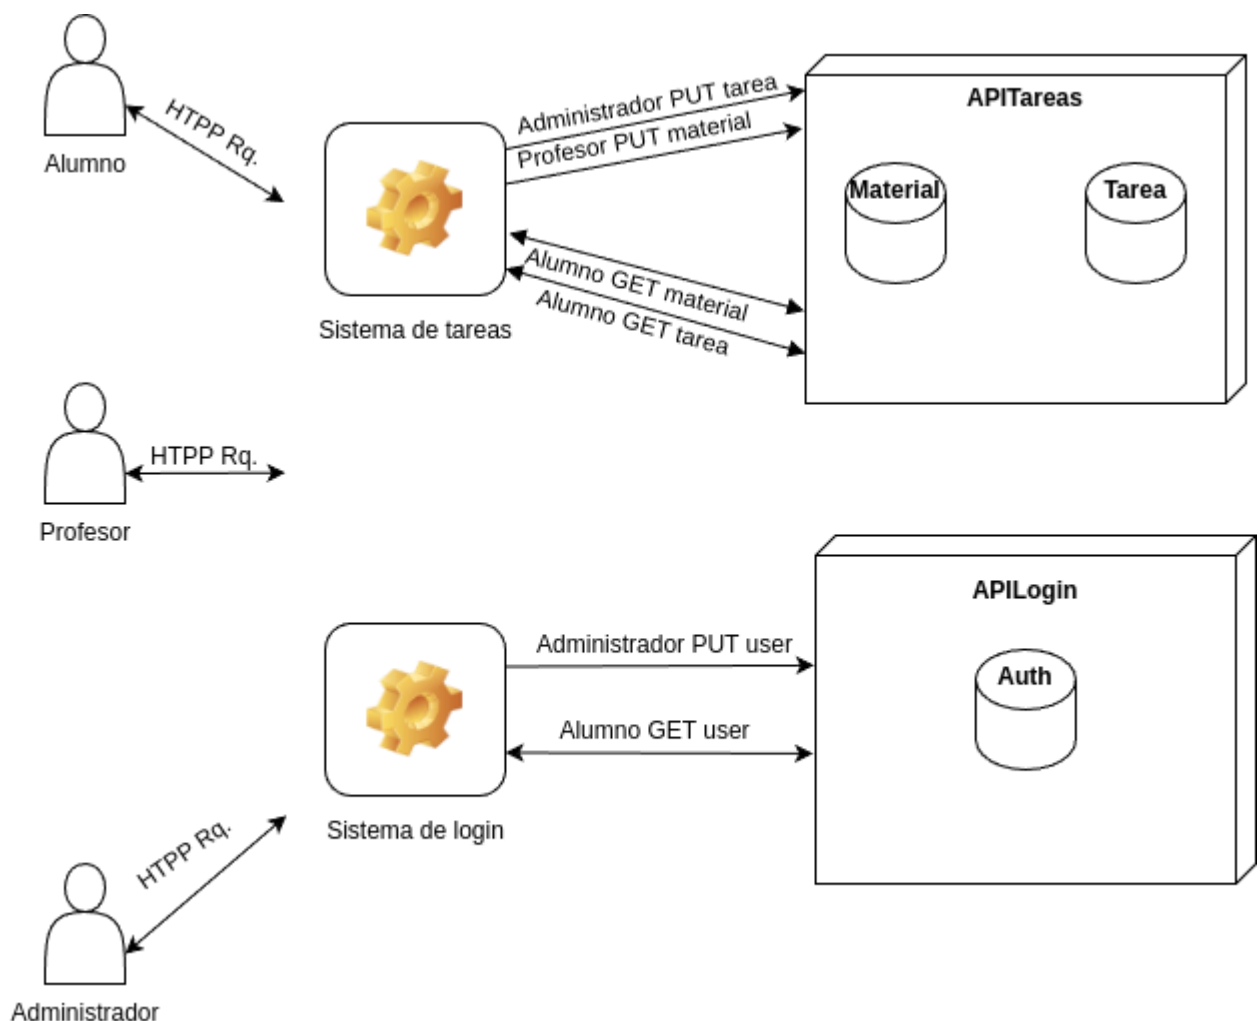 Alumno
HTPP Rq.
Sistema de tareas
Administrador PUT tarea
Profesor PUT material
Alumno GET material
Alumno GET tarea
APITareas
Material
Tarea
Profesor
HTPP Rq.
Administrador
HTPP Rq.
Sistema de login
Administrador PUT user
Alumno GET user
APILogin
Auth